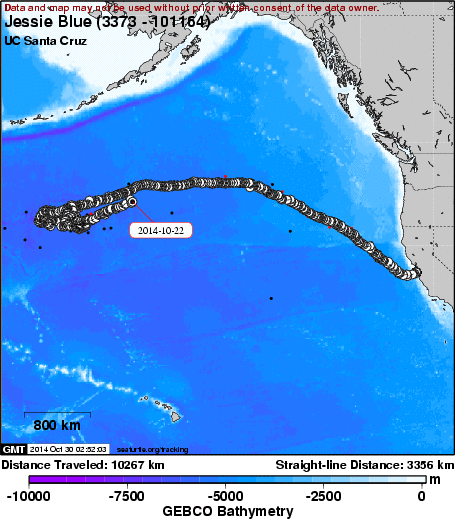 Data and map may not be used without prior written consent of the data owner.
Jessie Blue (3373 - 101164)
UC Santa Cruz
2014-10-22
800 km
GMT 2014 Oct 30 02:52:03 seaturtle.org/tracking
Distance Traveled: 10267 km Straight-line Distance: 3356 km
-10000 -7500 -5000 -2500 0 m
GEBCO Bathymetry